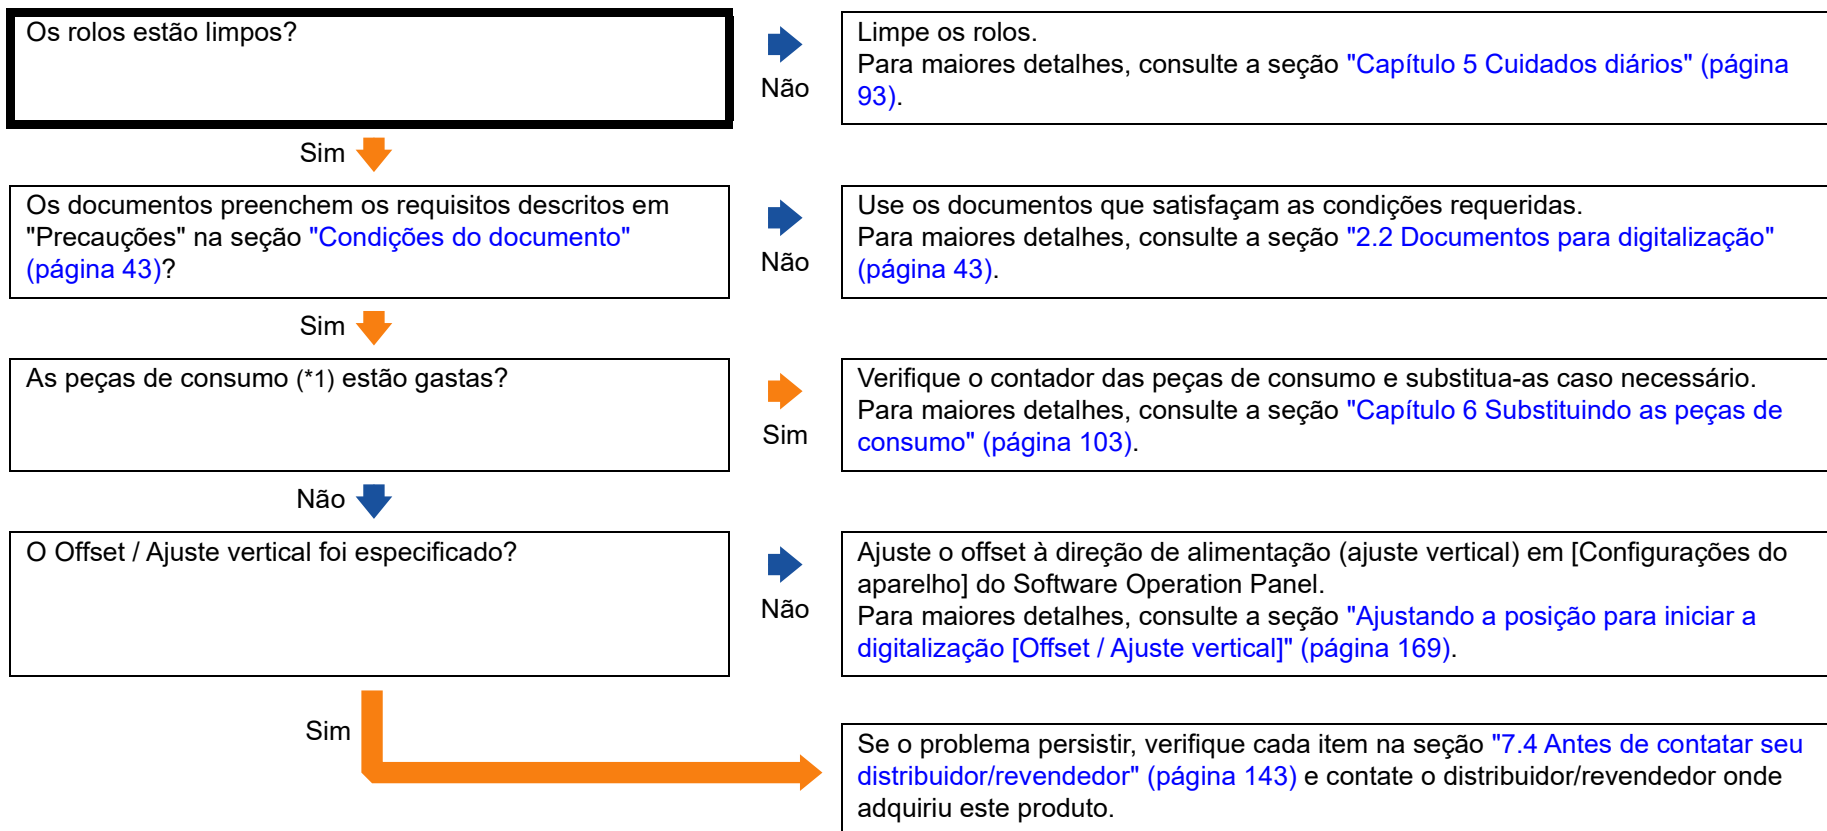 Os rolos estão limpos?
Não
Limpe os rolos.
Para maiores detalhes, consulte a seção "Capítulo 5 Cuidados diários" (página
93).
Sim
Os documentos preenchem os requisitos descritos em
"Precauções" na seção "Condições do documento"
(página 43)?
Não
Use os documentos que satisfaçam as condições requeridas.
Para maiores detalhes, consulte a seção "2.2 Documentos para digitalização"
(página 43).
Sim
As peças de consumo (*1) estão gastas?
Sim
Verifique o contador das peças de consumo e substitua-as caso necessário.
Para maiores detalhes, consulte a seção "Capítulo 6 Substituindo as peças de
consumo" (página 103).
Não
O Offset / Ajuste vertical foi especificado?
Não
Ajuste o offset à direção de alimentação (ajuste vertical) em [Configurações do
aparelho] do Software Operation Panel.
Para maiores detalhes, consulte a seção "Ajustando a posição para iniciar a
digitalização [Offset / Ajuste vertical]" (página 169).
Sim
Se o problema persistir, verifique cada item na seção "7.4 Antes de contatar seu
distribuidor/revendedor" (página 143) e contate o distribuidor/revendedor onde
adquiriu este produto.